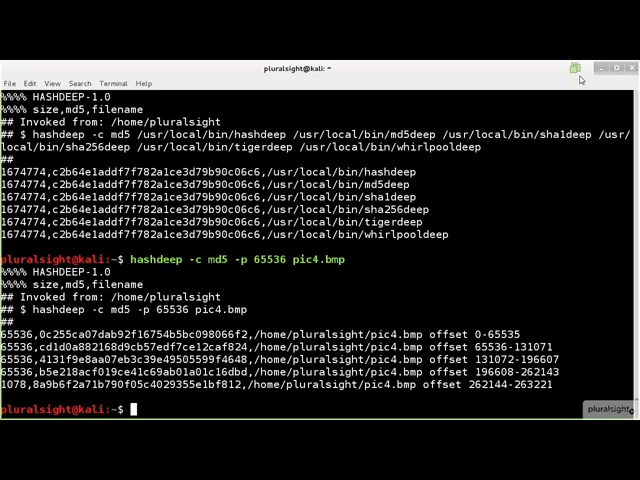 pluralsight@kali: ~
File Edit View Search Terminal Help
%%%% HASHDEEP-1.0
%%%% size,md5,filename
## Invoked from: /home/pluralsight
## $ hashdeep -c md5 /usr/local/bin/hashdeep /usr/local/bin/md5deep /usr/local/bin/sha1deep /usr/
local/bin/sha256deep /usr/local/bin/tigerdeep /usr/local/bin/whirlpooldeep
##
1674774,c2b64e1addf7f782a1ce3d79b90c06c6,/usr/local/bin/hashdeep
1674774,c2b64e1addf7f782a1ce3d79b90c06c6,/usr/local/bin/md5deep
1674774,c2b64e1addf7f782a1ce3d79b90c06c6,/usr/local/bin/sha1deep
1674774,c2b64e1addf7f782a1ce3d79b90c06c6,/usr/local/bin/sha256deep
1674774,c2b64e1addf7f782a1ce3d79b90c06c6,/usr/local/bin/tigerdeep
1674774,c2b64e1addf7f782a1ce3d79b90c06c6,/usr/local/bin/whirlpooldeep
pluralsight@kali:~$ hashdeep -c md5 -p 65536 pic4.bmp
%%%% HASHDEEP-1.0
%%%% size,md5,filename
## Invoked from: /home/pluralsight
## $ hashdeep -c md5 -p 65536 pic4.bmp
##
65536,0c255ca07dab92f16754b5bc098066f2,/home/pluralsight/pic4.bmp offset 0-65535
65536,cd1d0a882168d9cb57edf7ce12caf824,/home/pluralsight/pic4.bmp offset 65536-131071
65536,4131f9e8aa07eb3c39e49505599f4648,/home/pluralsight/pic4.bmp offset 131072-196607
65536,b5e218acf019ce41c69ab01a01c16dbd,/home/pluralsight/pic4.bmp offset 196608-262143
1078,8a9b6f2a71b790f05c4029355e1bf812,/home/pluralsight/pic4.bmp offset 262144-263221
pluralsight@kali:~$
pluralsight